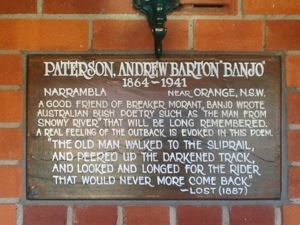 PATERSON, ANDREW BARTON "BANJO"
1864-1941
NARRAMBLA NEAR ORANGE, N.S.W.
A GOOD FRIEND OF BREAKER MORANT, BANJO WROTE
AUSTRALIAN BUSH POETRY SUCH AS "THE MAN FROM
SNOWY RIVER" THAT WILL BE LONG REMEMBERED.
A REAL FEELING OF THE OUTBACK IS EVOKED IN THIS POEM.
"THE OLD MAN WALKED TO THE SLIPRAIL,
AND PEERED UP THE DARKENED TRACK,
AND LOOKED AND LONGED FOR THE RIDER
THAT WOULD NEVER MORE COME BACK"
—LOST (1887)